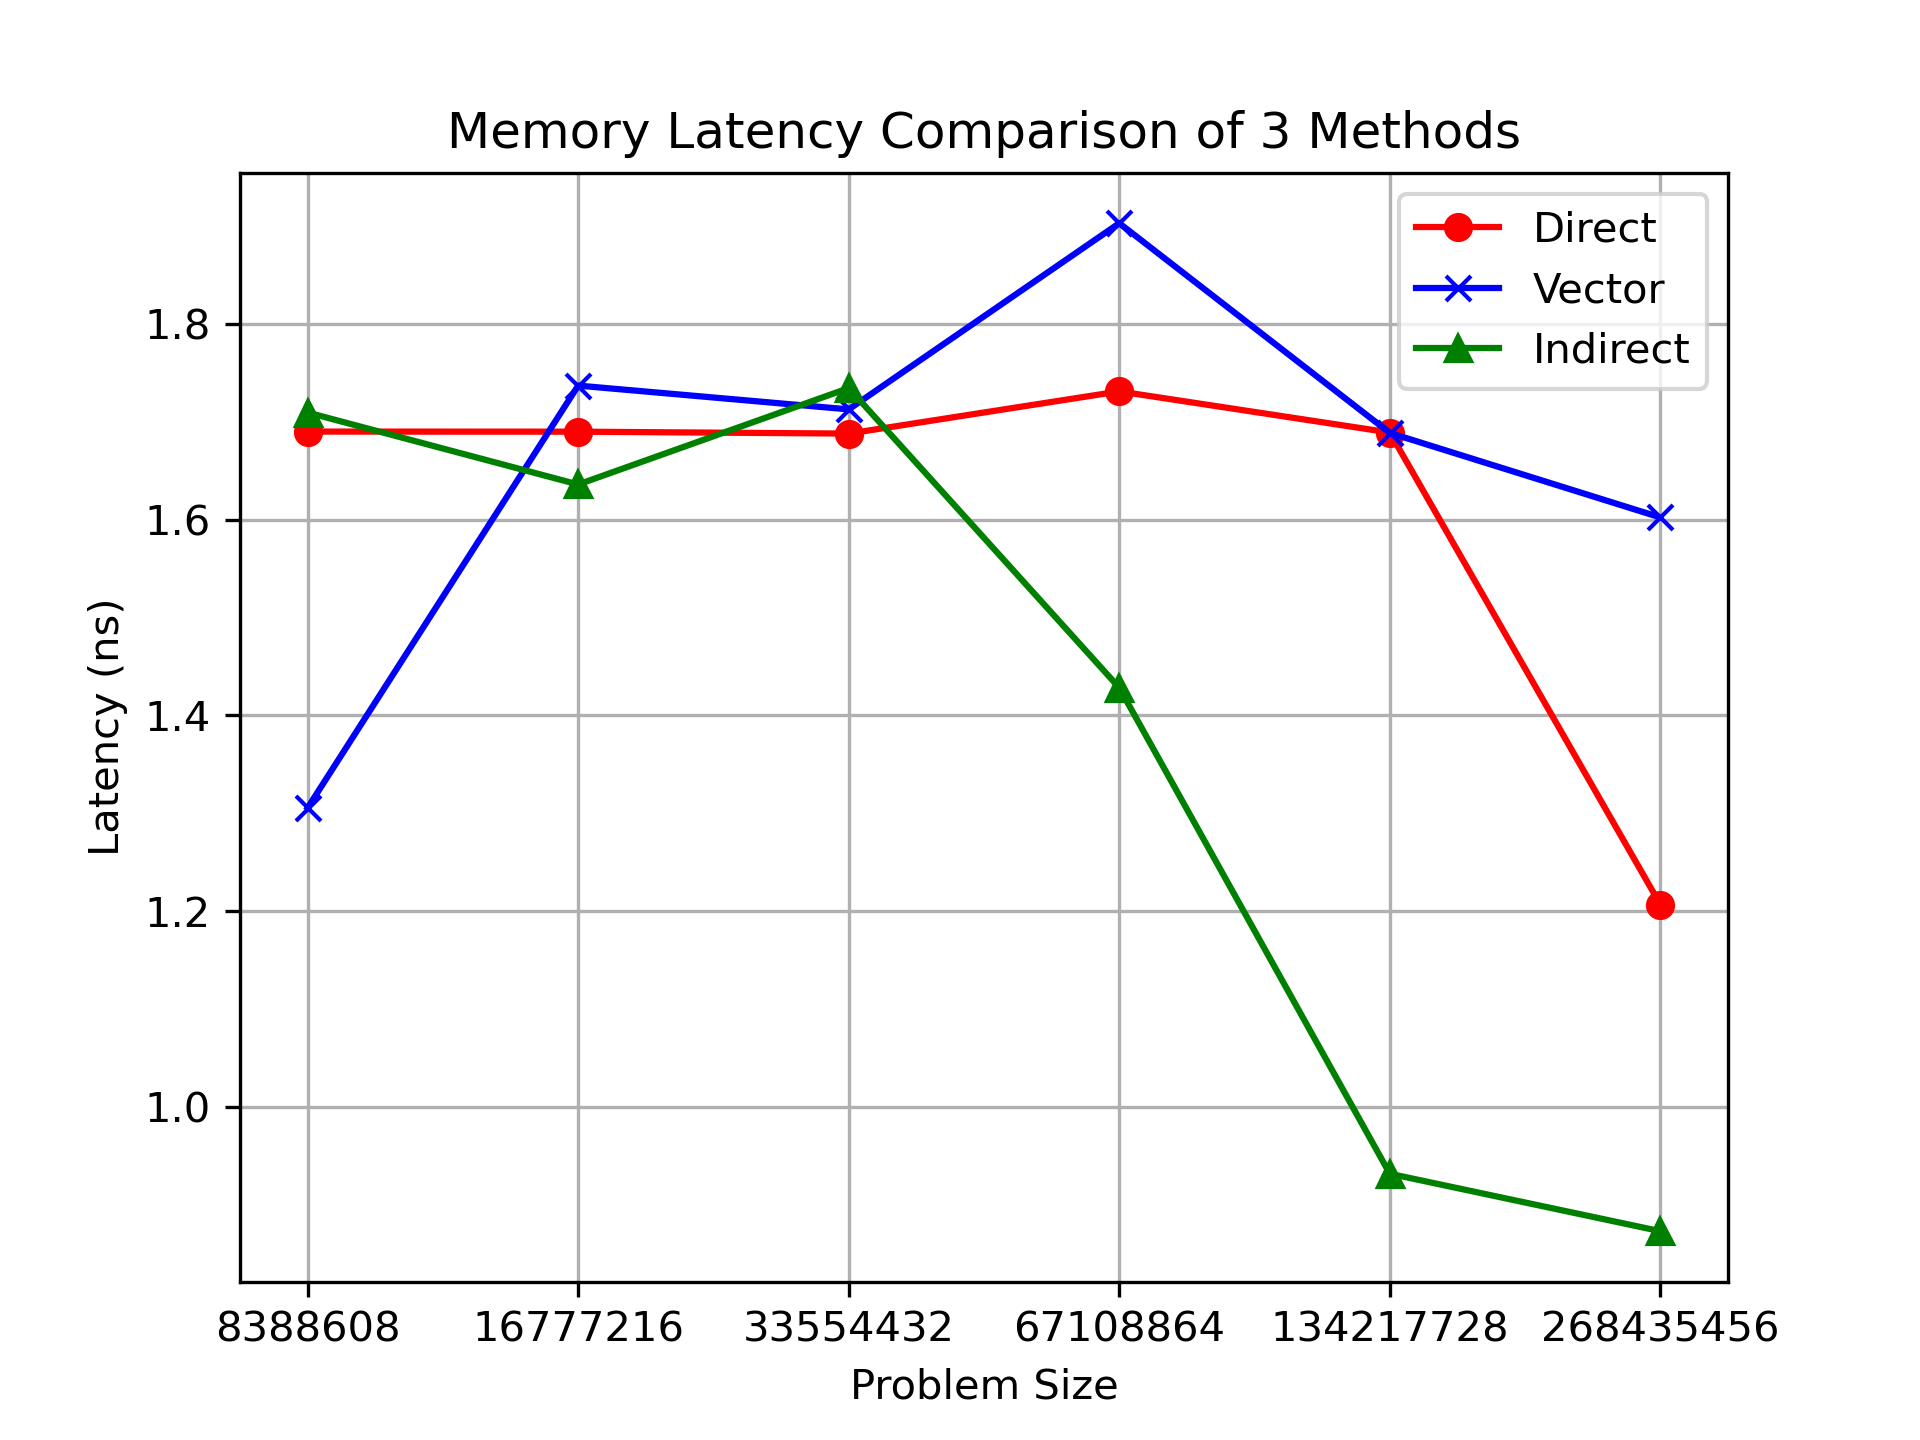 Memory Latency Comparison of 3 Methods
Direct
Vector
Indirect
Latency (ns)
1.8
1.6
1.4
1.2
1.0
8388608 16777216 33554432 67108864 134217728 268435456
Problem Size